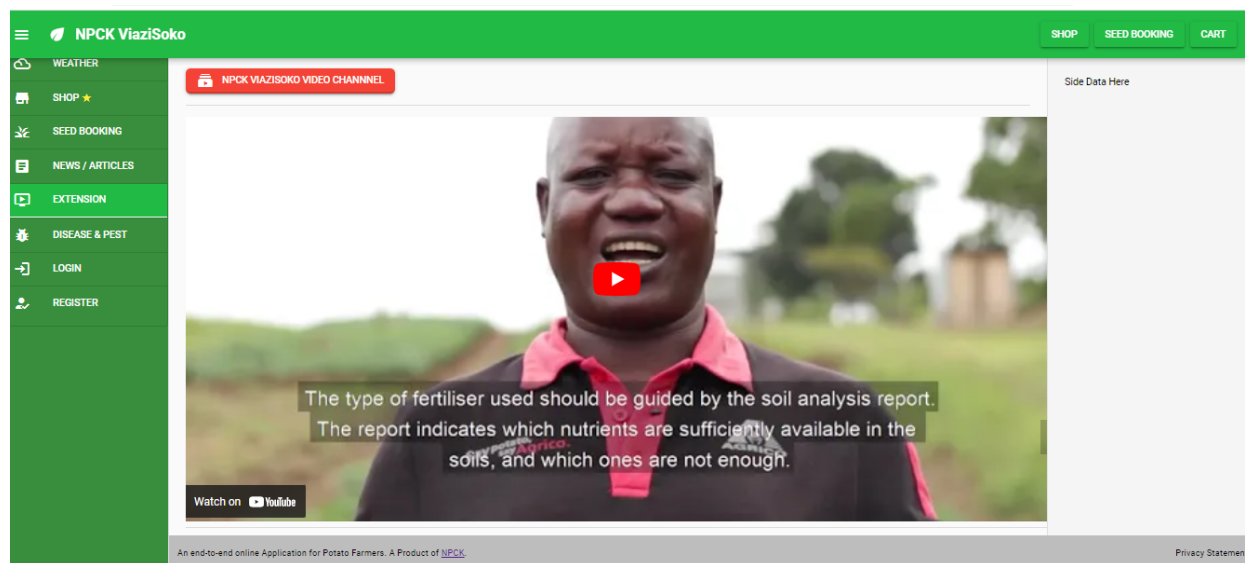 NPCK ViaziSoko
SHOP
SEED BOOKING
CART
WEATHER
SHOP
SEED BOOKING
NEWS / ARTICLES
EXTENSION
DISEASE & PEST
LOGIN
REGISTER
NPCK VIAZISOKO VIDEO CHANNNEL
The type of fertiliser used should be guided by the soil analysis report.
The report indicates which nutrients are sufficiently available in the
soils, and which ones are not enough.
Agrico.
Watch on YouTube
Side Data Here
An end-to-end online Application for Potato Farmers. A Product of NPCK.
Privacy Statemen